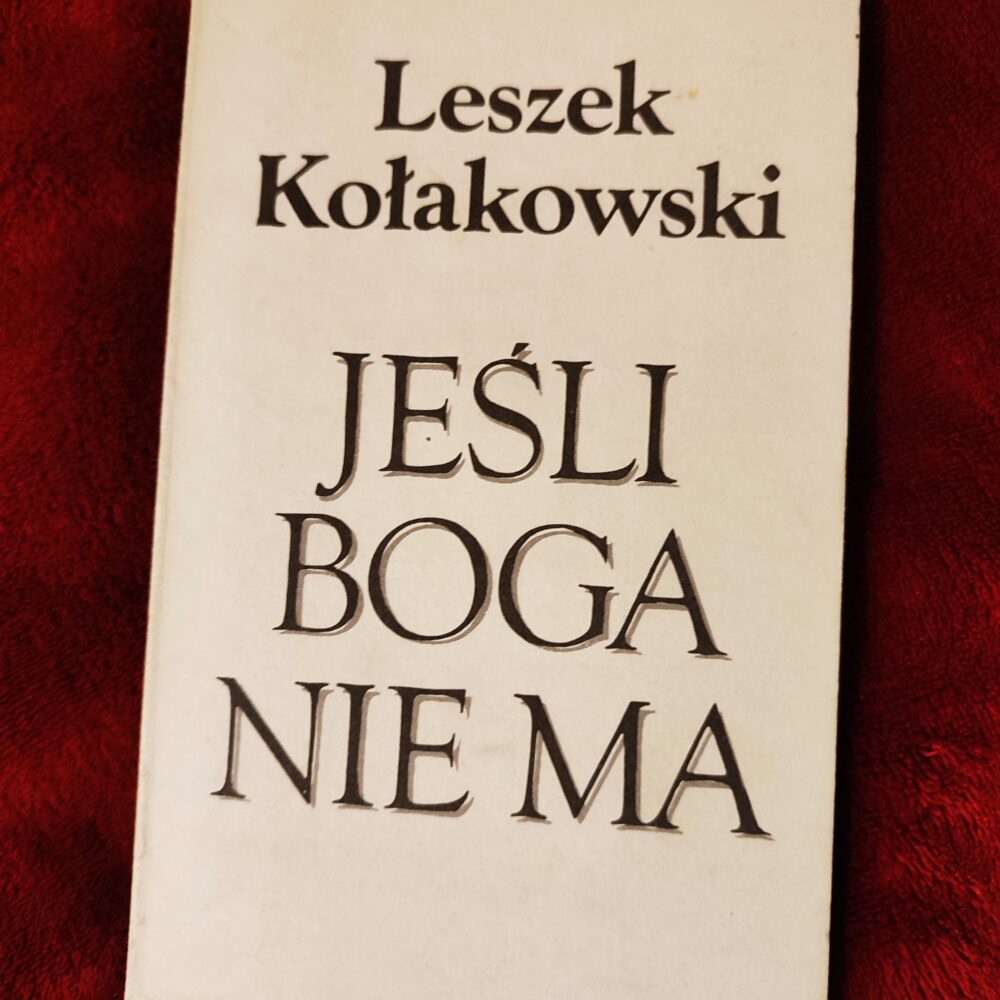 Leszek
Kołakowski
JEŚLI
BOGA
NIE MA